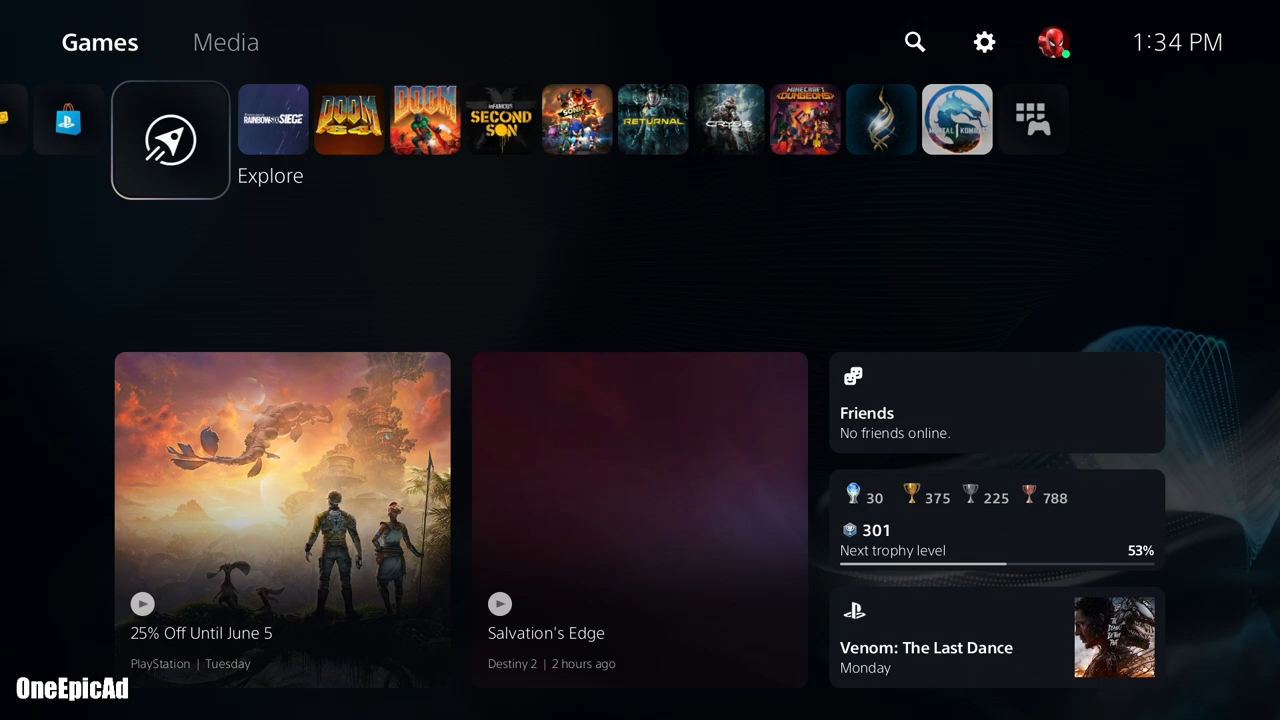 Games
Media
1:34 PM
RAINBOW SIX SIEGE
DOOM
64
DOOM
inFAMOUS
SECOND
SON
SONIC
RETURNAL
CRYSIS
MINECRAFT
DUNGEONS
MORTAL KOMBAT
Explore
25% Off Until June 5
PlayStation | Tuesday
Salvation's Edge
Destiny 2 | 2 hours ago
Friends
No friends online.
30 375 225 788
301
Next trophy level 53%
Venom: The Last Dance
Monday
OneEpicAd